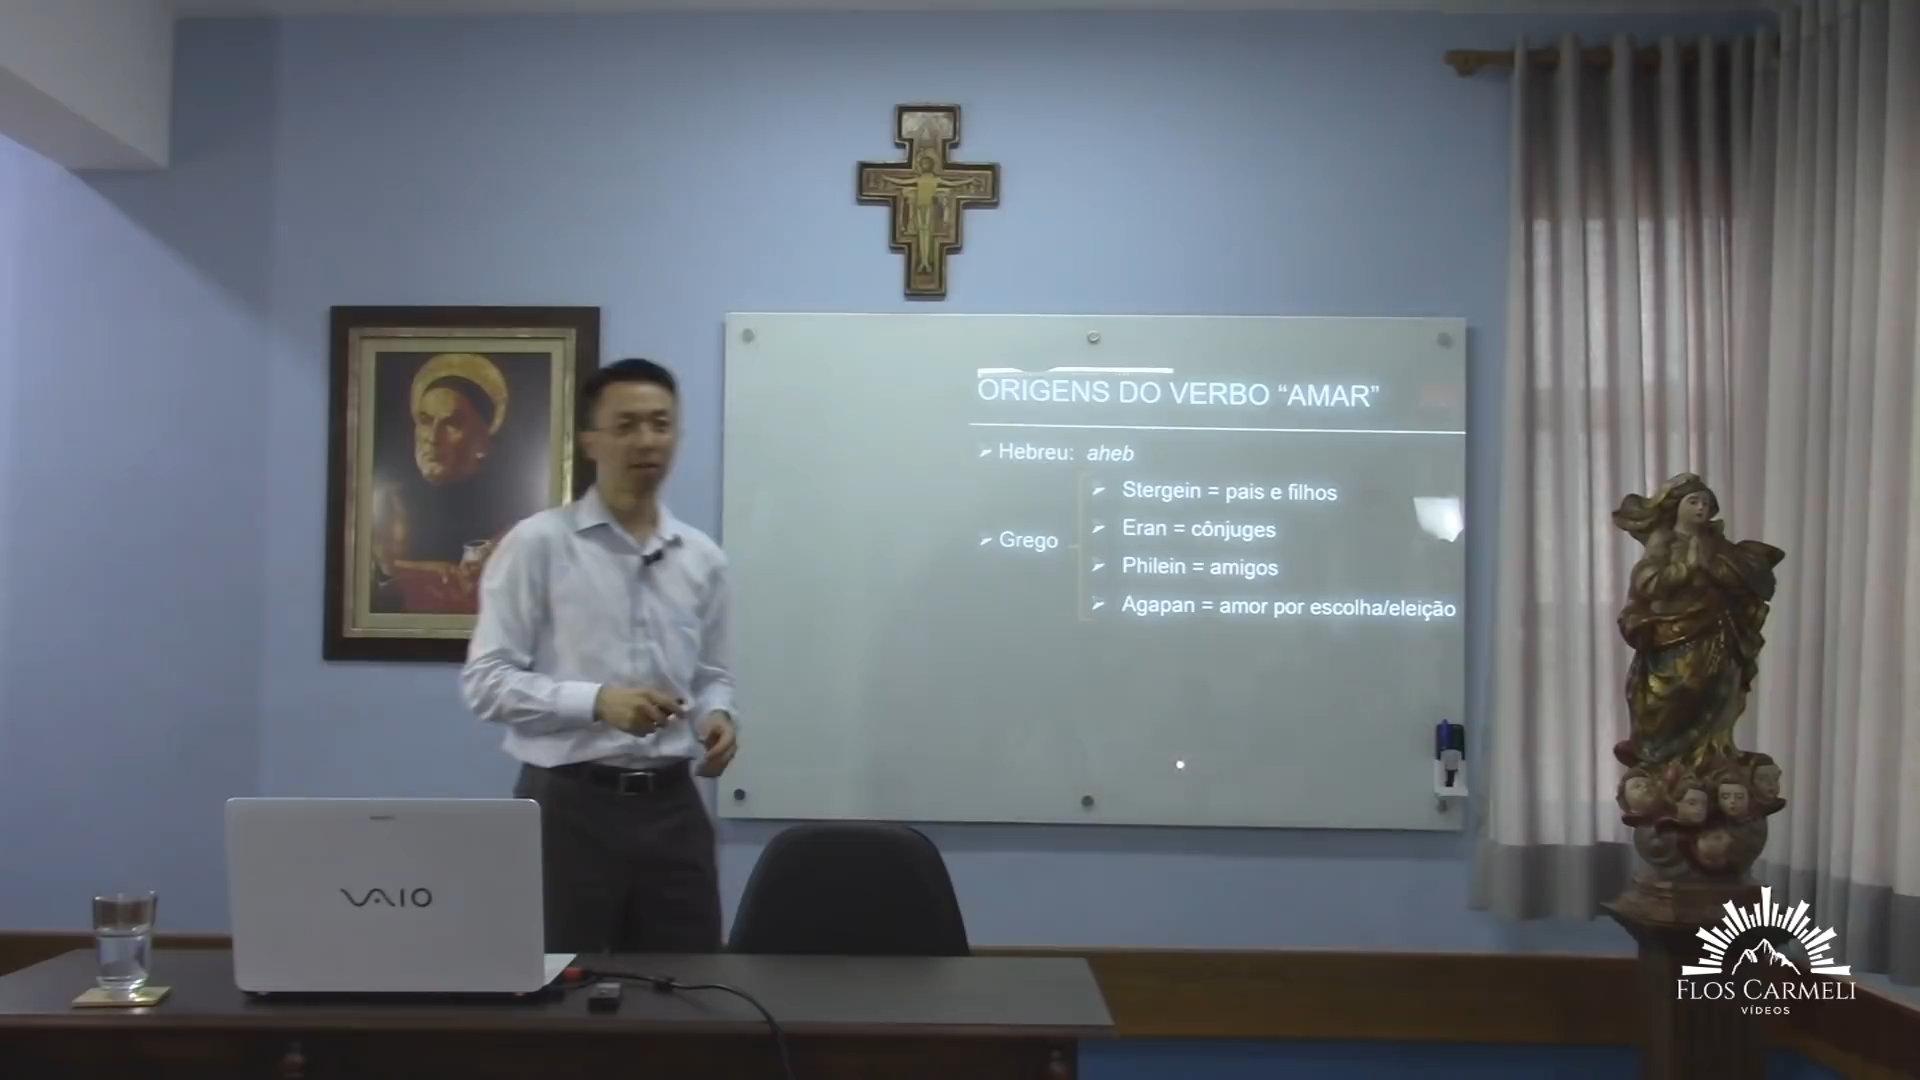 ORIGENS DO VERBO “AMAR”
Hebreu: aheb
Stergein = pais e filhos
Eran = cônjuges
Grego
Philein = amigos
Agapan = amor por escolha/eleição
VAIO
FLOS CARMELI
VÍDEOS